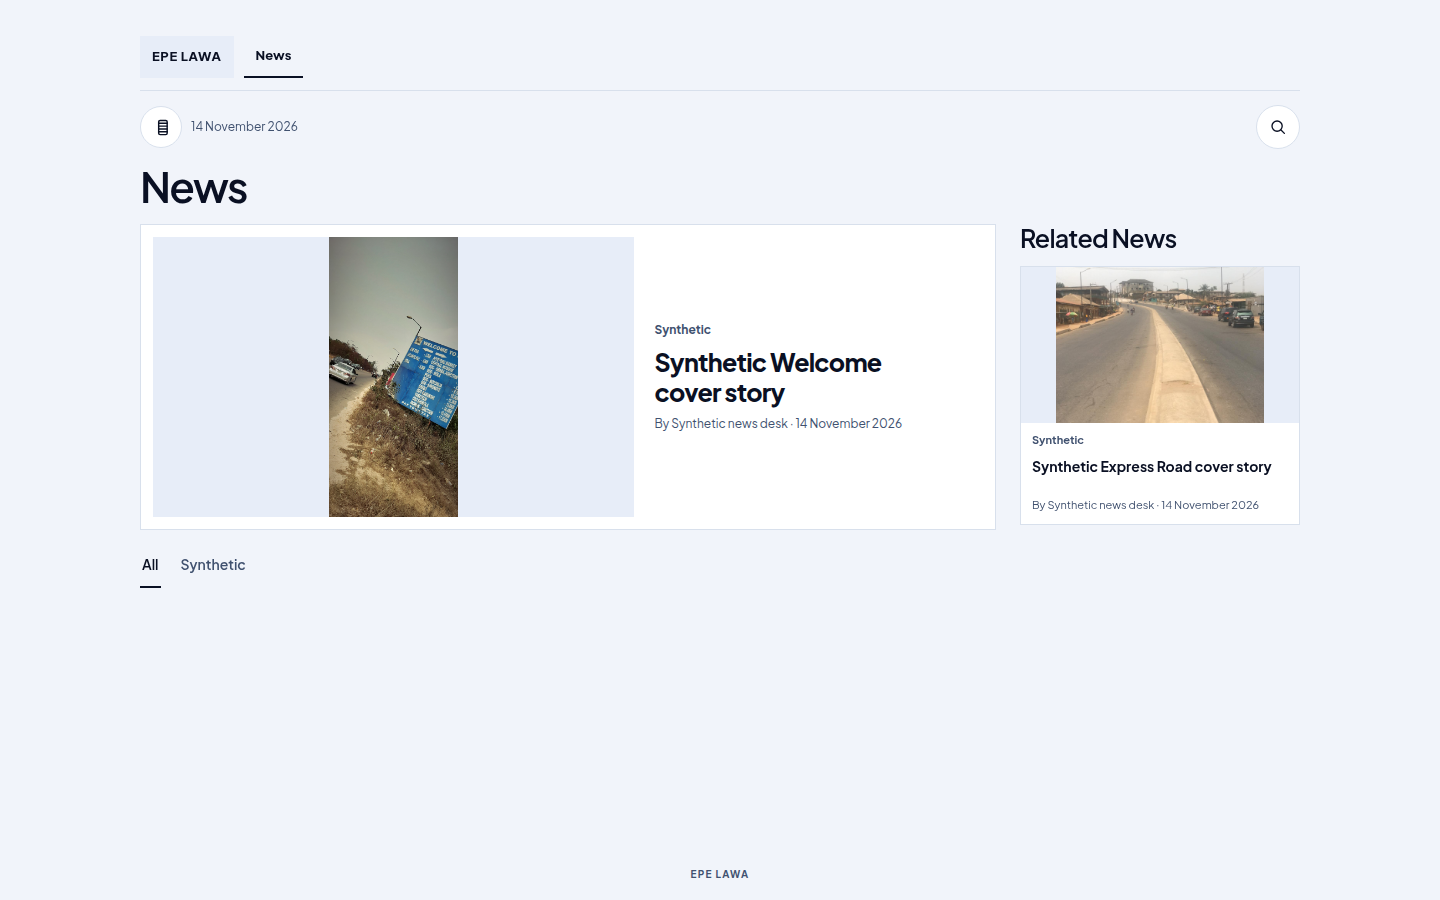 EPE LAWA
News
14 November 2026
News
WELCOME TO
Synthetic
Synthetic Welcome
cover story
By Synthetic news desk · 14 November 2026
Related News
Synthetic
Synthetic Express Road cover story
By Synthetic news desk · 14 November 2026
All
Synthetic
EPE LAWA